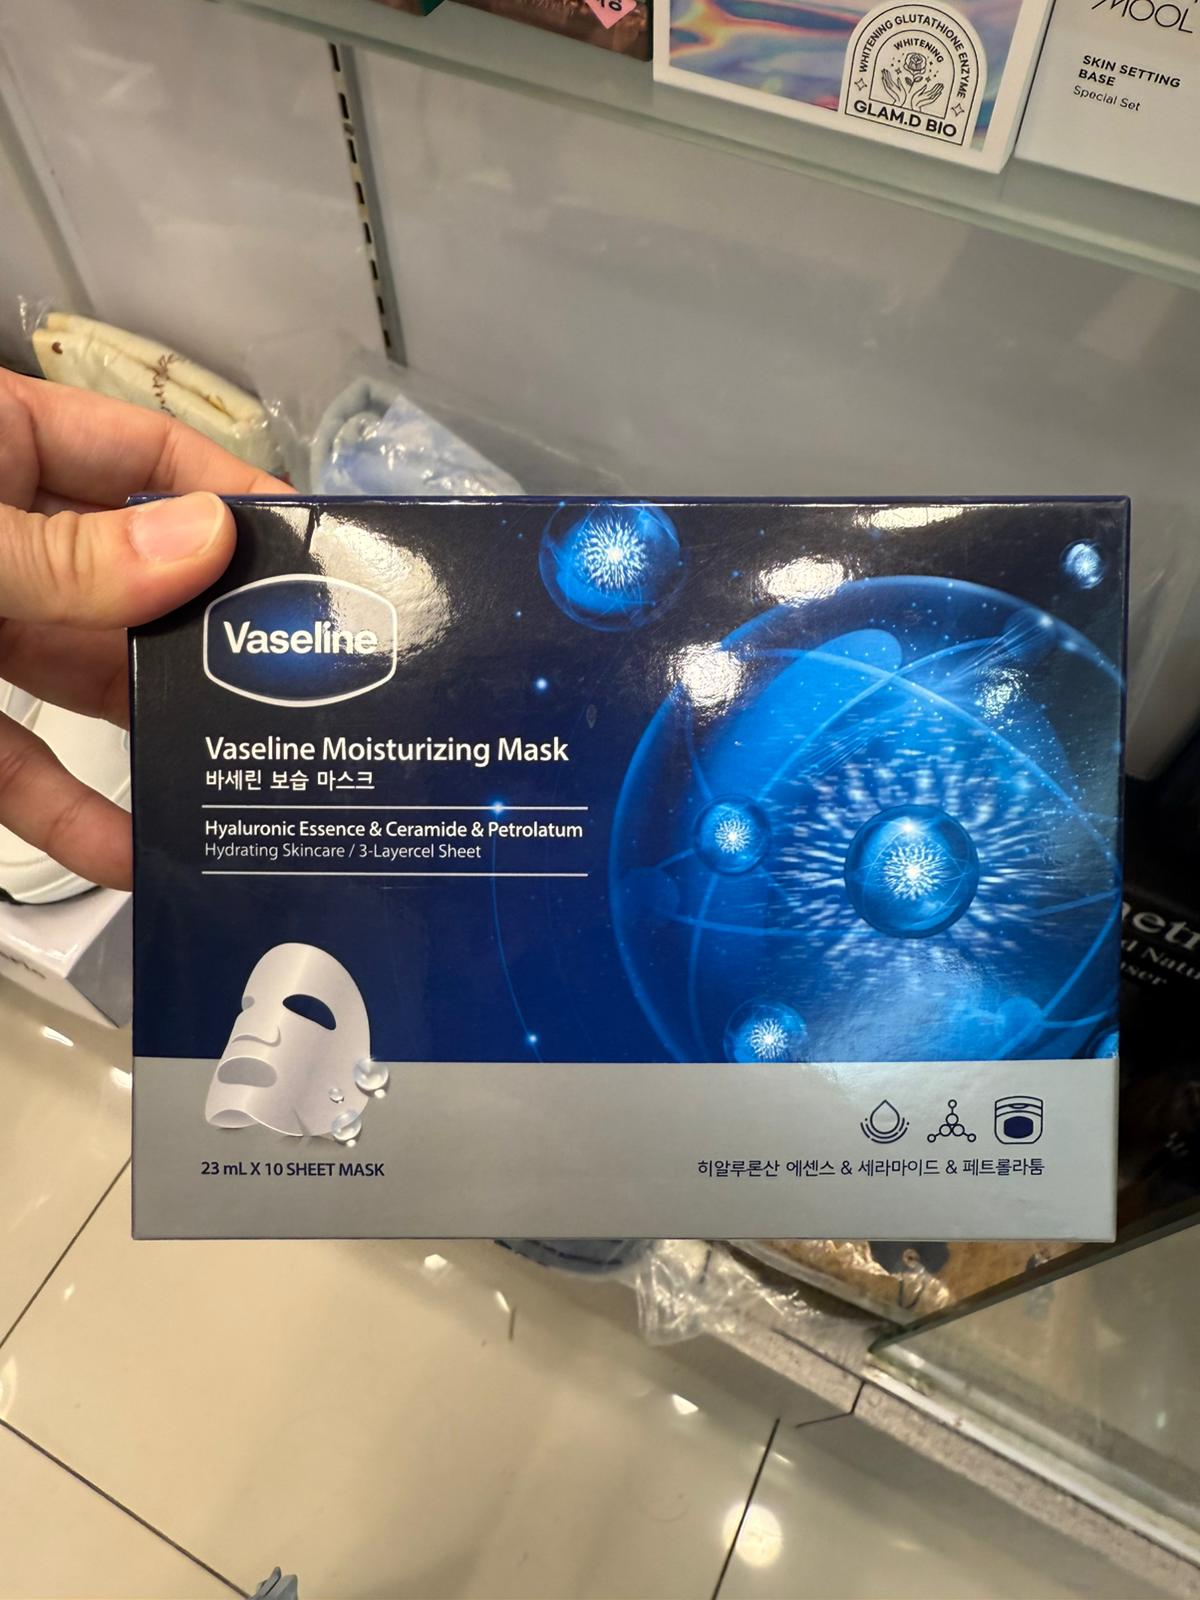 WHITENING GLUTATHIONE ENZYME
WHITENING
GLAM.D BIO
MOOL
SKIN SETTING
BASE
Special Set
Vaseline
Vaseline Moisturizing Mask
바세린 보습 마스크
Hyaluronic Essence & Ceramide & Petrolatum
Hydrating Skincare / 3-Layercel Sheet
23 mL X 10 SHEET MASK
히알루론산 에센스 & 세라마이드 & 페트롤라툼